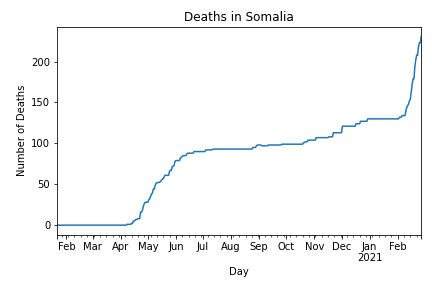 Deaths in Somalia
Number of Deaths
200
150
100
50
0
Feb Mar Apr May Jun Jul Aug Sep Oct Nov Dec Jan Feb
2021
Day